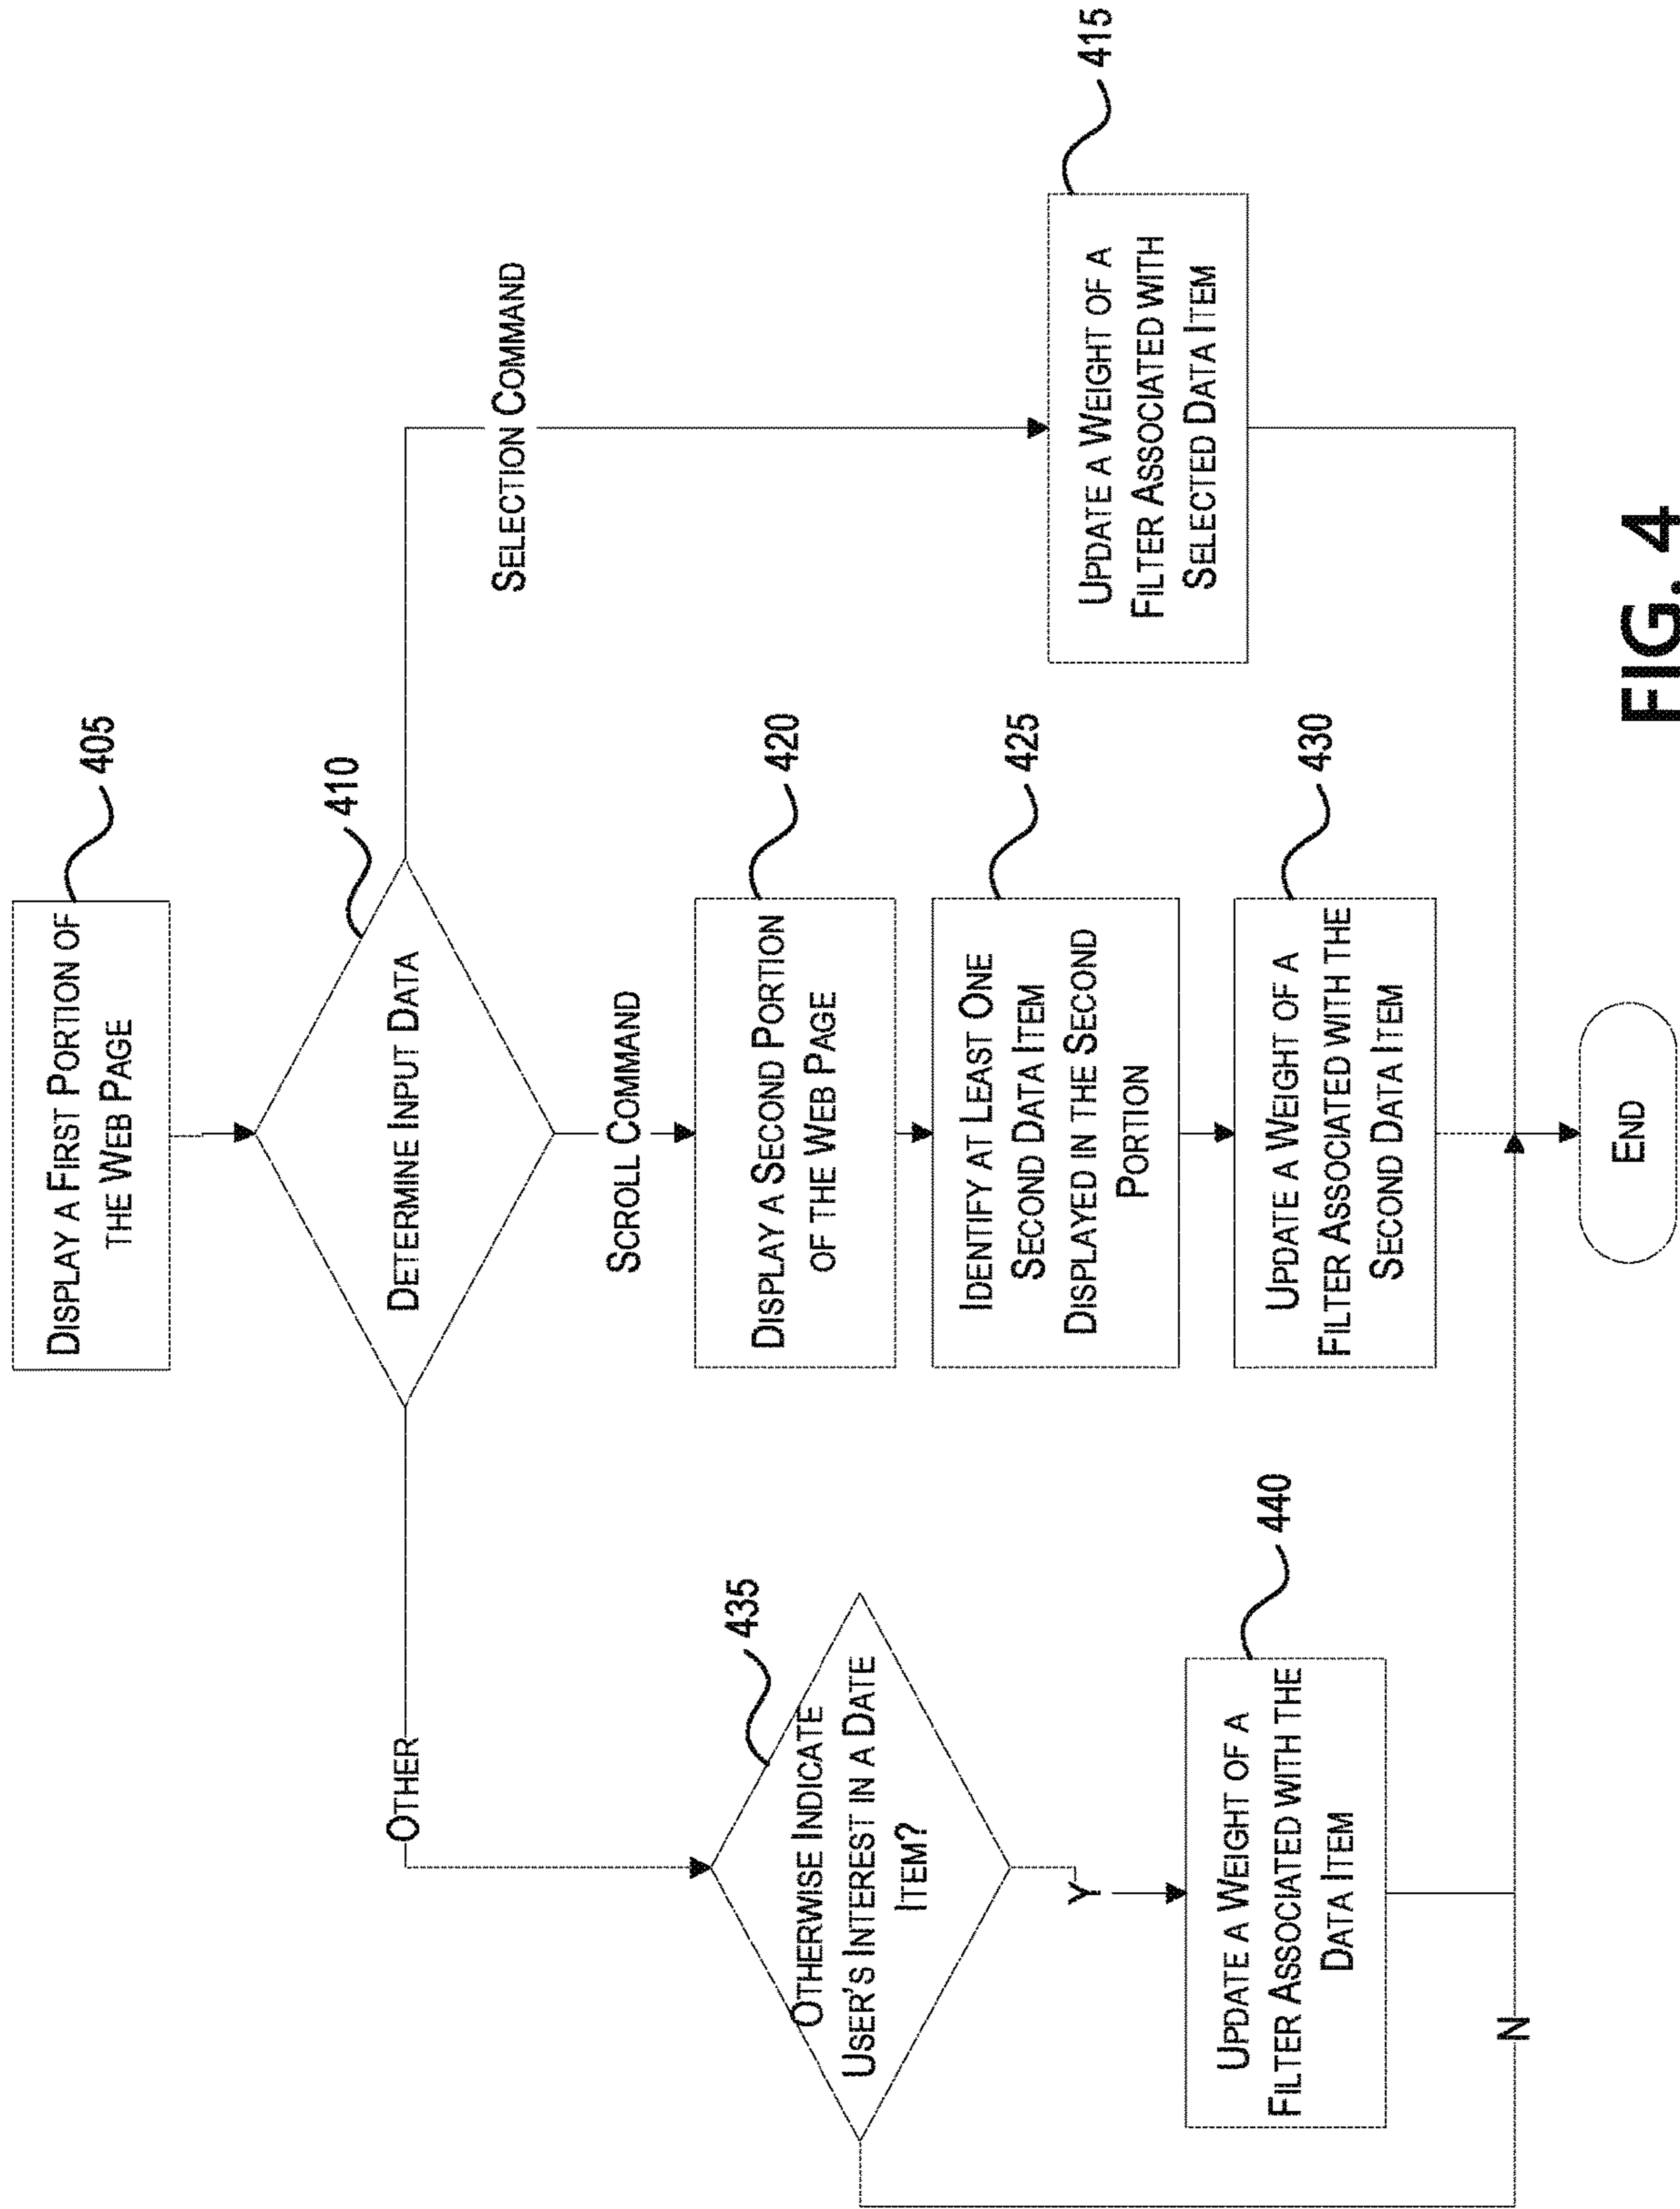 DISPLAY A FIRST PORTION OF
THE WEB PAGE
405
DETERMINE INPUT DATA
410
OTHER
SCROLL COMMAND
SELECTION COMMAND
OTHERWISE INDICATE
USER'S INTEREST IN A DATE
ITEM?
435
Y
UPDATE A WEIGHT OF A
FILTER ASSOCIATED WITH THE
DATA ITEM
440
N
DISPLAY A SECOND PORTION
OF THE WEB PAGE
420
IDENTIFY AT LEAST ONE
SECOND DATA ITEM
DISPLAYED IN THE SECOND
PORTION
425
UPDATE A WEIGHT OF A
FILTER ASSOCIATED WITH THE
SECOND DATA ITEM
430
UPDATE A WEIGHT OF A
FILTER ASSOCIATED WITH
SELECTED DATA ITEM
415
END
FIG. 4